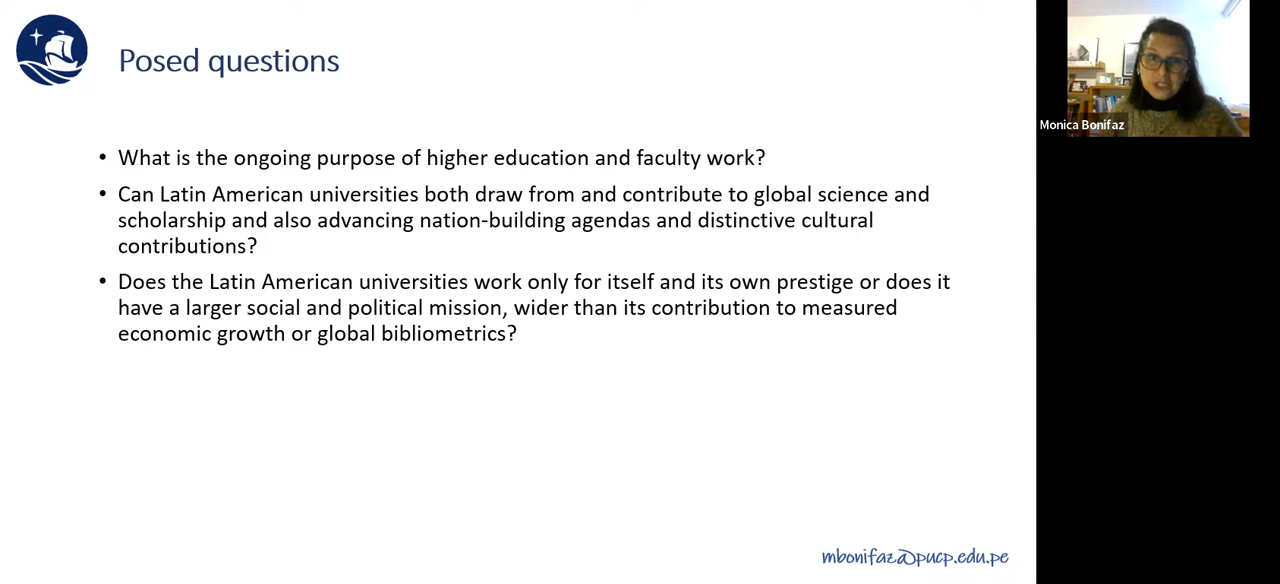 Posed questions
• What is the ongoing purpose of higher education and faculty work?
• Can Latin American universities both draw from and contribute to global science and
scholarship and also advancing nation-building agendas and distinctive cultural
contributions?
• Does the Latin American universities work only for itself and its own prestige or does it
have a larger social and political mission, wider than its contribution to measured
economic growth or global bibliometrics?
mbonifaz@pucp.edu.pe
Monica Bonifaz